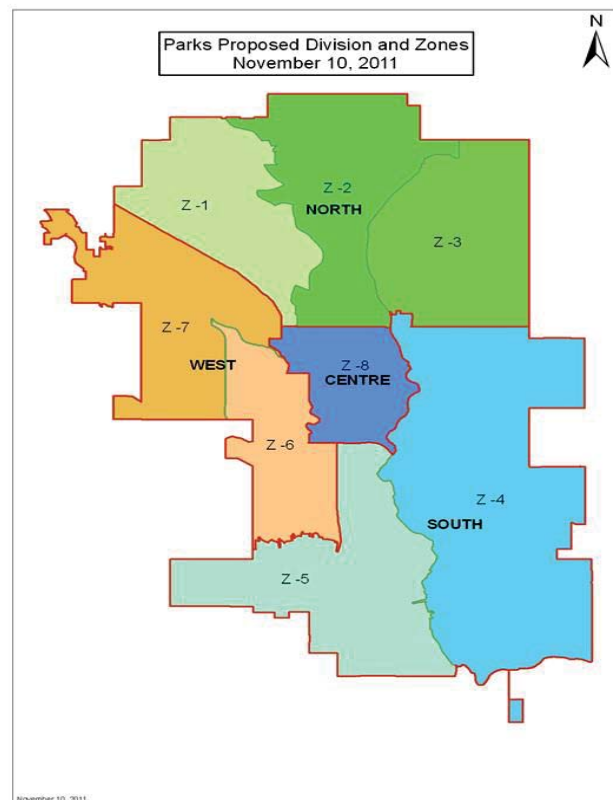 N
Parks Proposed Division and Zones
November 10, 2011
Z -1
Z -2
NORTH
Z -3
Z -7
WEST
Z -8
CENTRE
Z -6
Z -4
SOUTH
Z -5
November 10, 2011